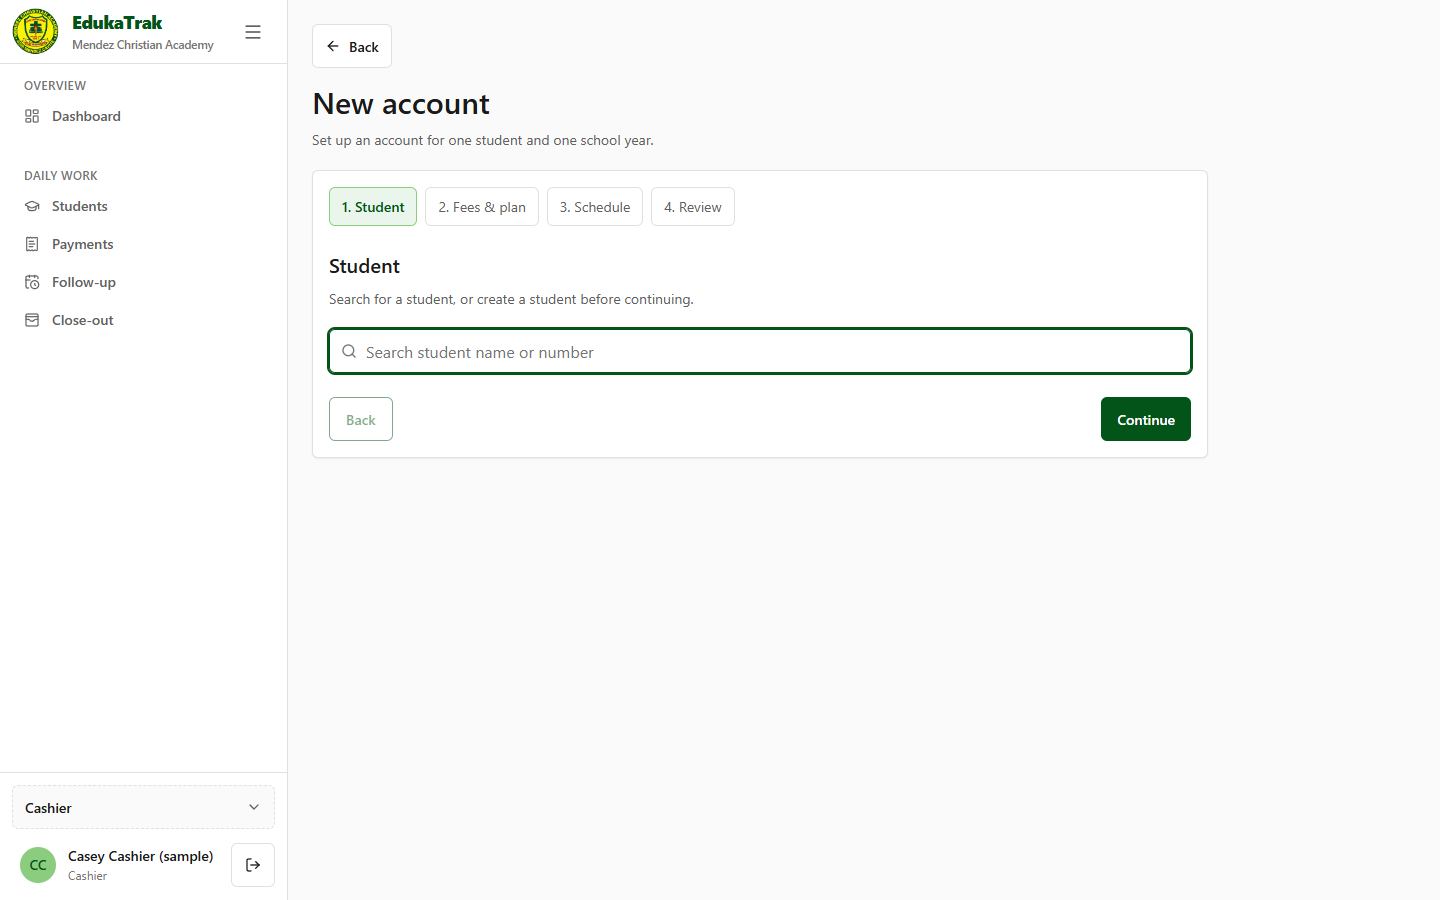 EdukaTrak
Mendez Christian Academy
OVERVIEW
Dashboard
DAILY WORK
Students
Payments
Follow-up
Close-out
Cashier
CC
Casey Cashier (sample)
Cashier
Back
New account
Set up an account for one student and one school year.
1. Student
2. Fees & plan
3. Schedule
4. Review
Student
Search for a student, or create a student before continuing.
Search student name or number
Back
Continue